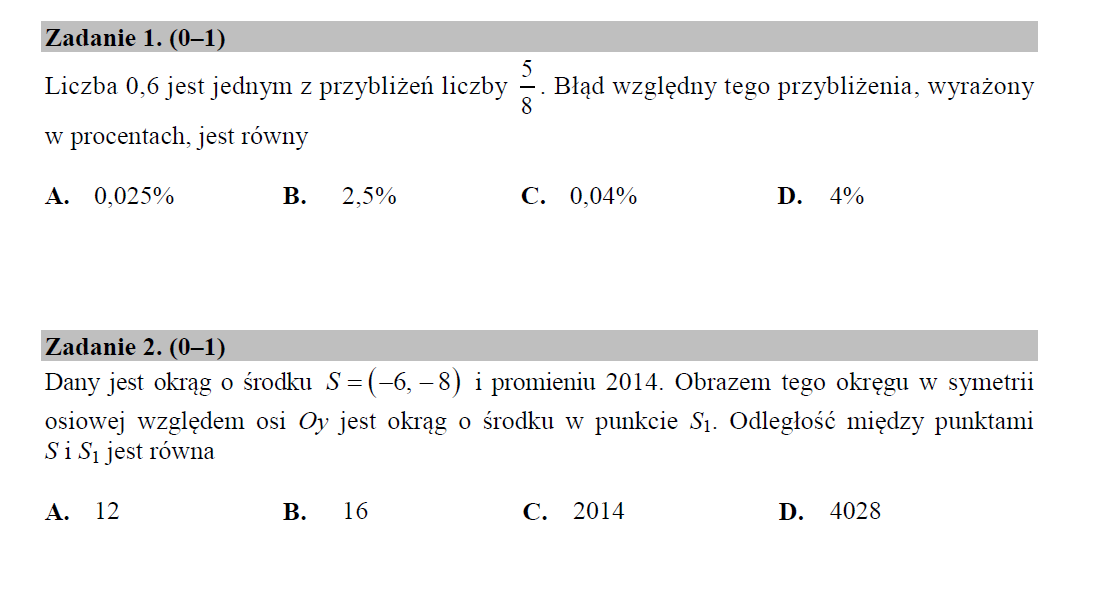 Zadanie 1. (0–1)
Liczba 0,6 jest jednym z przybliżeń liczby 5/8. Błąd względny tego przybliżenia, wyrażony
w procentach, jest równy
A. 0,025% B. 2,5% C. 0,04% D. 4%
Zadanie 2. (0–1)
Dany jest okrąg o środku S = (−6, −8) i promieniu 2014. Obrazem tego okręgu w symetrii
osiowej względem osi Oy jest okrąg o środku w punkcie S₁. Odległość między punktami
S i S₁ jest równa
A. 12 B. 16 C. 2014 D. 4028